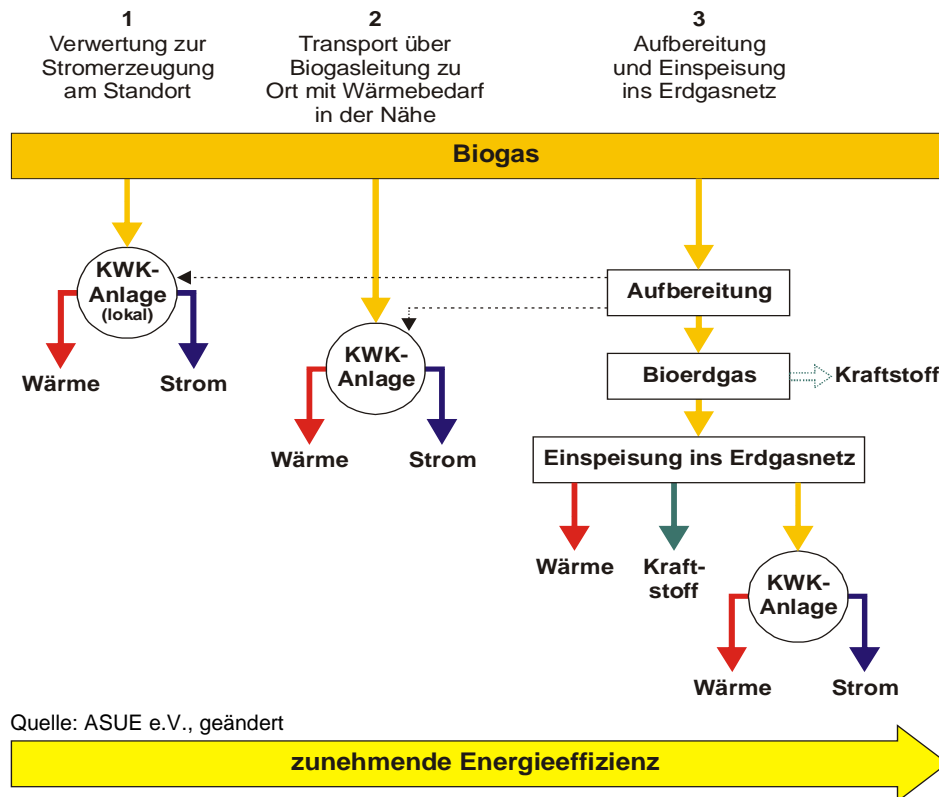 1
Verwertung zur
Stromerzeugung
am Standort
2
Transport über
Biogasleitung zu
Ort mit Wärmebedarf
in der Nähe
3
Aufbereitung
und Einspeisung
ins Erdgasnetz
Biogas
KWK-
Anlage
(lokal)
Wärme
Strom
KWK-
Anlage
Wärme
Strom
Aufbereitung
Bioerdgas
Kraftstoff
Einspeisung ins Erdgasnetz
Wärme
Kraft-
stoff
KWK-
Anlage
Wärme
Strom
Quelle: ASUE e.V., geändert
zunehmende Energieeffizienz